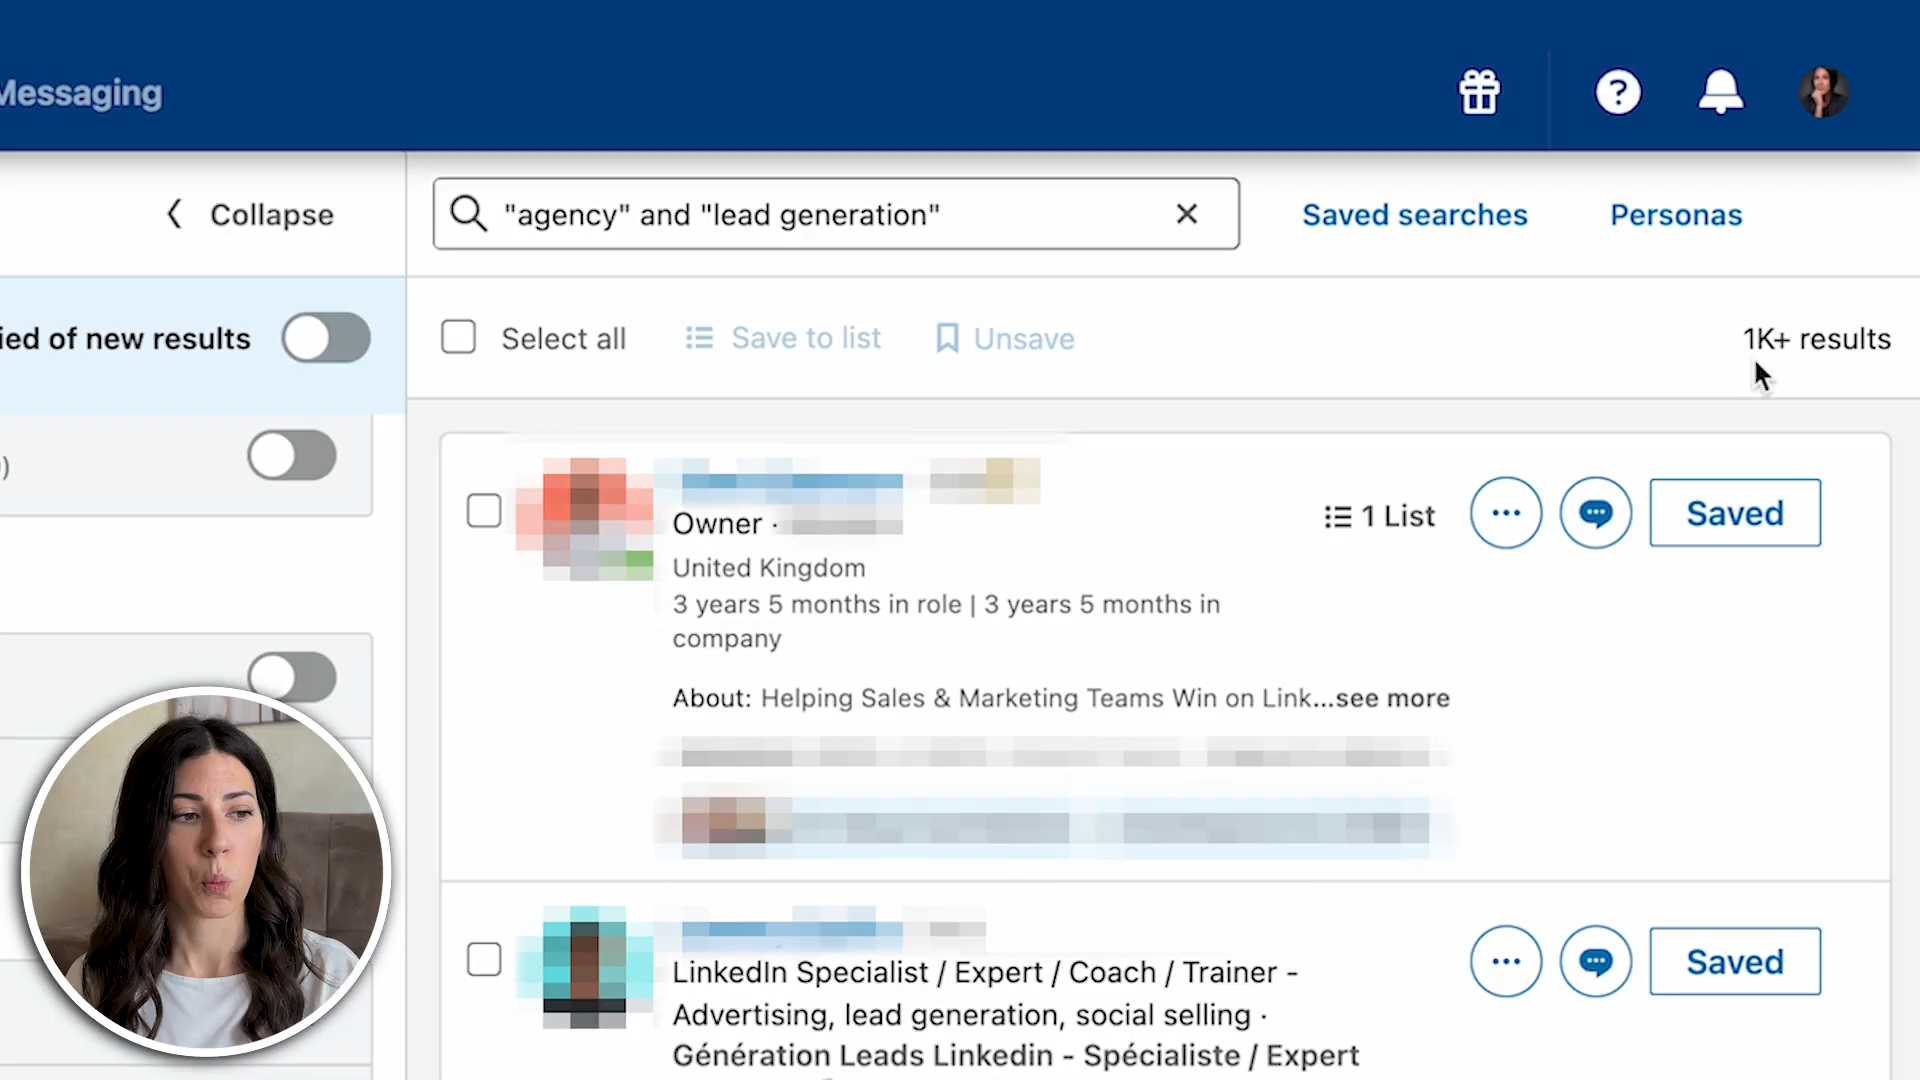 Messaging
Collapse
"agency" and "lead generation"
Saved searches
Personas
ied of new results
Select all
Save to list
Unsave
1K+ results
)
Owner ·
1 List
Saved
United Kingdom
3 years 5 months in role | 3 years 5 months in
company
About: Helping Sales & Marketing Teams Win on Link...see more
LinkedIn Specialist / Expert / Coach / Trainer -
Saved
Advertising, lead generation, social selling ·
Génération Leads Linkedin - Spécialiste / Expert